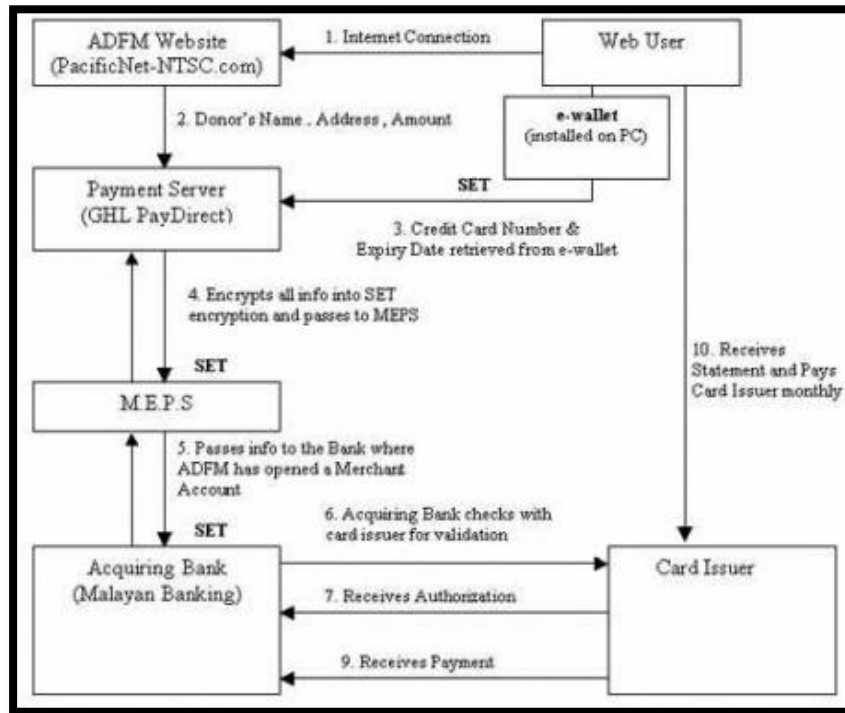 ADFM Website
(PacificNet-NTSC.com)
1. Internet Connection
Web User
2. Donor's Name , Address , Amount
e-wallet
(installed on PC)
Payment Server
(GHL PayDirect)
SET
3. Credit Card Number &
Expiry Date retrieved from e-wallet
4. Encrypts all info into SET
encryption and passes to MEPS
SET
10. Receives
Statement and Pays
Card Issuer monthly
M.E.P.S
5. Passes info to the Bank where
ADFM has opened a Merchant
Account
SET
6. Acquiring Bank checks with
card issuer for validation
Acquiring Bank
(Malayan Banking)
Card Issuer
7. Receives Authorization
9. Receives Payment